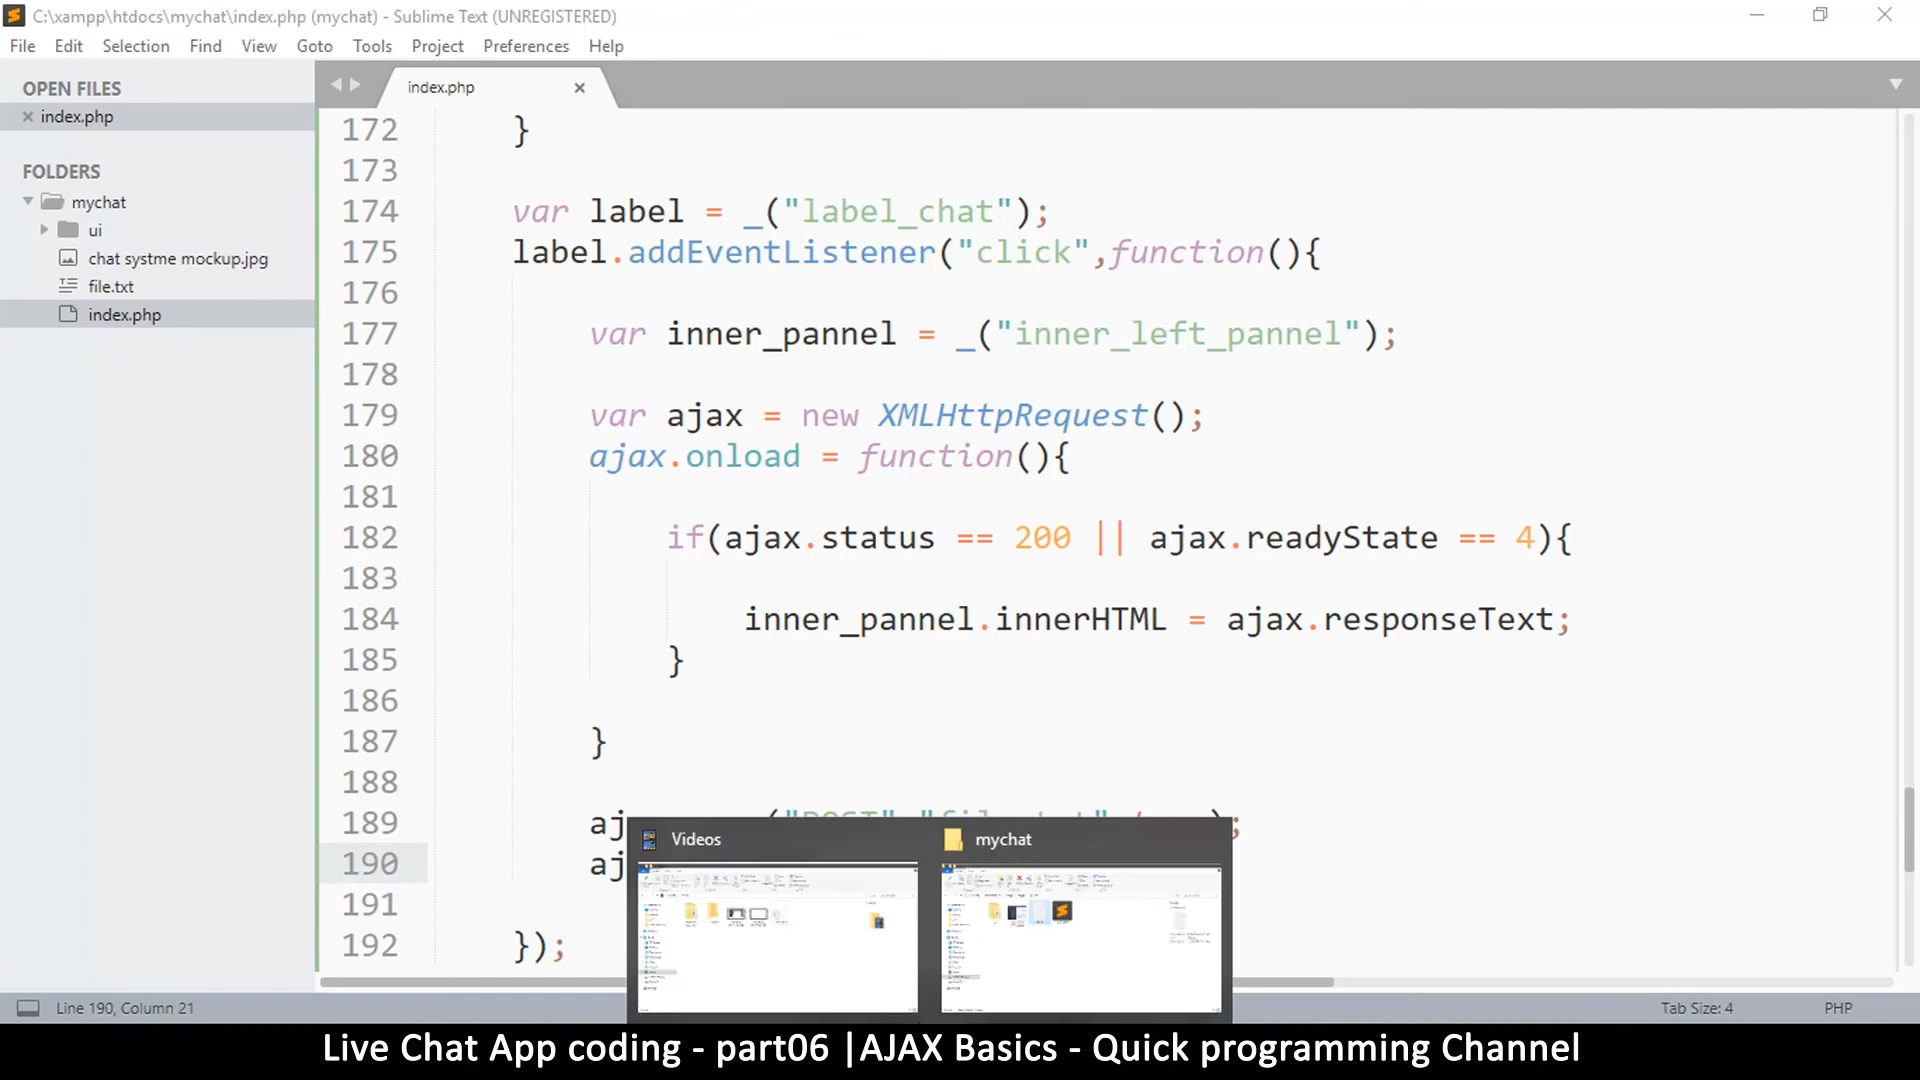 C:\xampp\htdocs\mychat\index.php (mychat) - Sublime Text (UNREGISTERED)
File Edit Selection Find View Goto Tools Project Preferences Help
OPEN FILES
index.php
FOLDERS
mychat
ui
chat systme mockup.jpg
file.txt
index.php
index.php
172 }
173
174 var label = _("label_chat");
175 label.addEventListener("click",function(){
176
177 var inner_pannel = _("inner_left_pannel");
178
179 var ajax = new XMLHttpRequest();
180 ajax.onload = function(){
181
182 if(ajax.status == 200 || ajax.readyState == 4){
183
184 inner_pannel.innerHTML = ajax.responseText;
185 }
186
187 }
188
189 aj
190 aj
191
192 });
Videos
mychat
Line 190, Column 21
Tab Size: 4
PHP
Live Chat App coding - part06 |AJAX Basics - Quick programming Channel